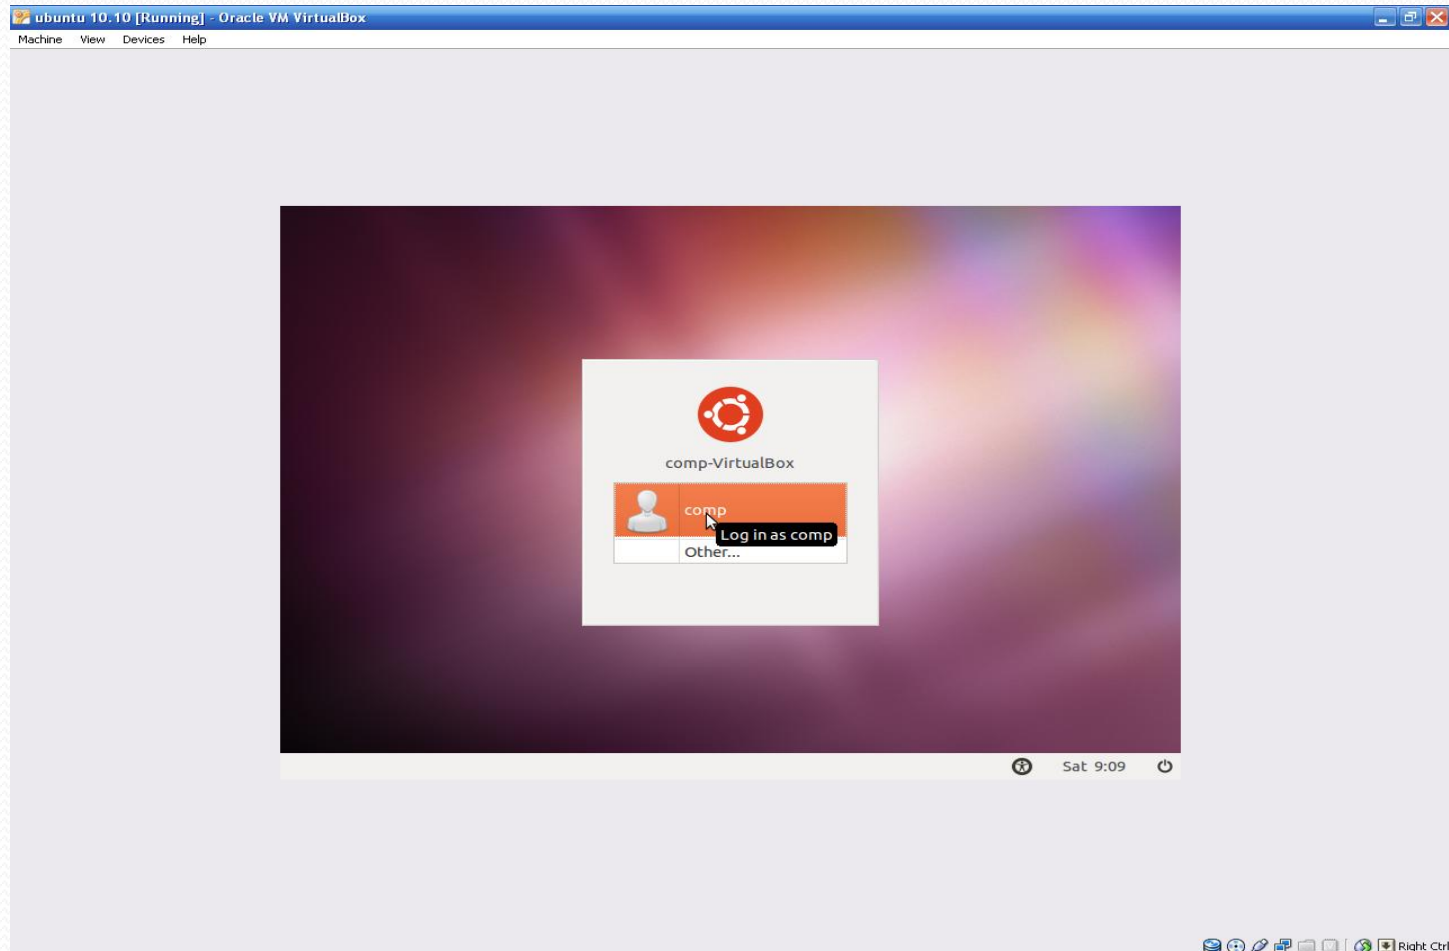 ubuntu 10.10 [Running] - Oracle VM VirtualBox
Machine View Devices Help
comp-VirtualBox
comp
Log in as comp
Other...
Sat 9:09
Right Ctrl